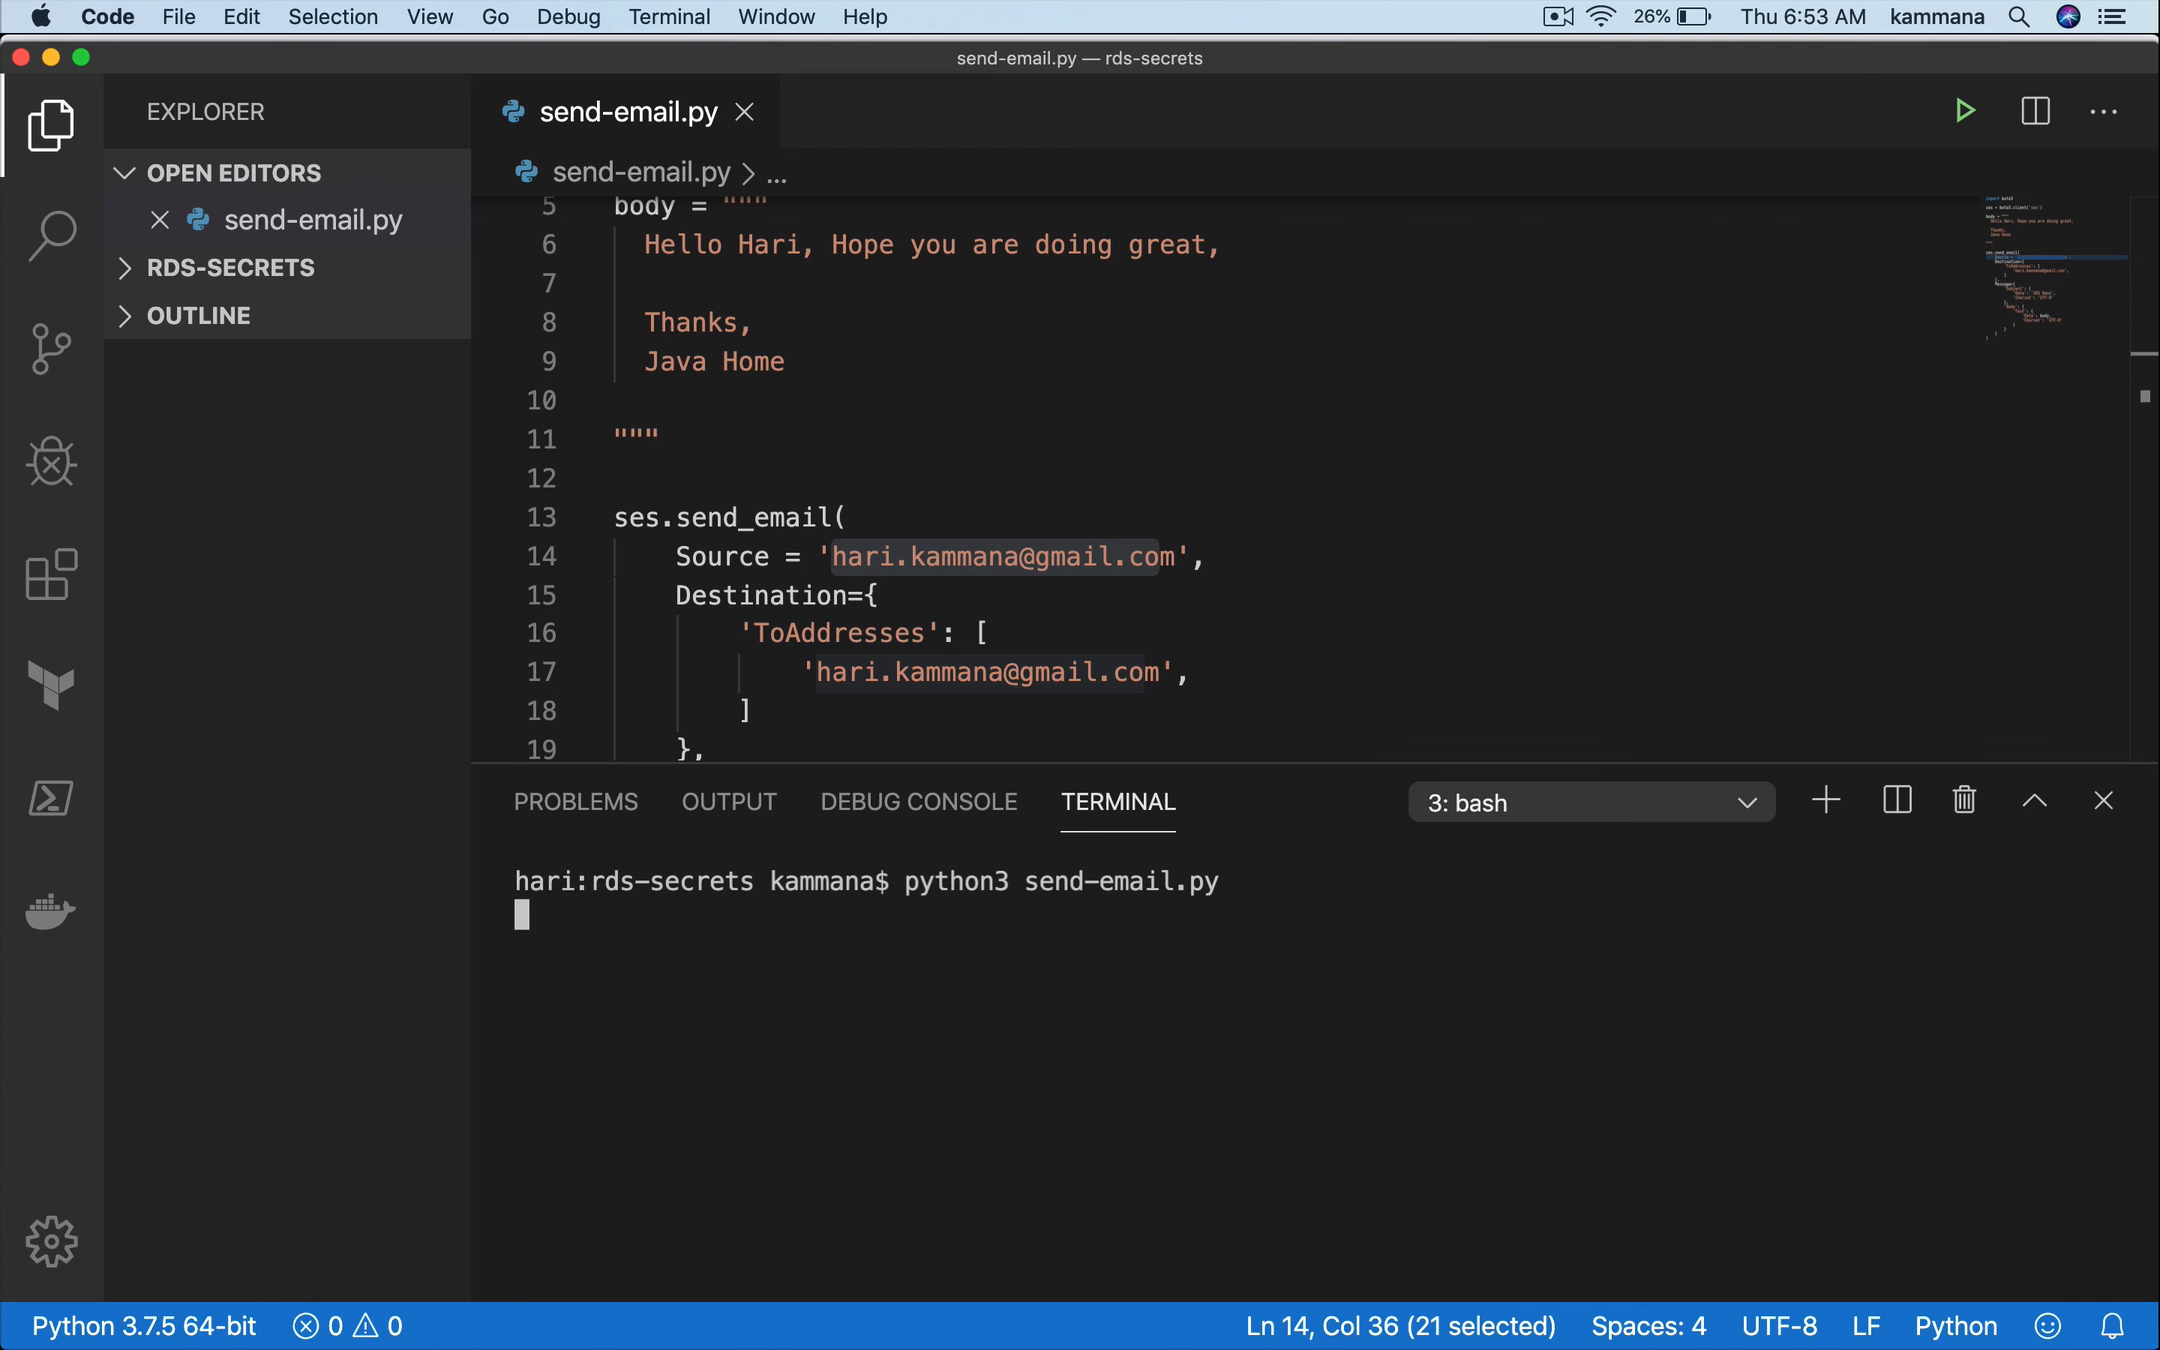 Code File Edit Selection View Go Debug Terminal Window Help 26% Thu 6:53 AM kammana
send-email.py — rds-secrets
EXPLORER
OPEN EDITORS
send-email.py
RDS-SECRETS
OUTLINE
send-email.py
send-email.py > ...
5 body = """
6 Hello Hari, Hope you are doing great,
7
8 Thanks,
9 Java Home
10
11 """
12
13 ses.send_email(
14 Source = 'hari.kammana@gmail.com',
15 Destination={
16 'ToAddresses': [
17 'hari.kammana@gmail.com',
18 ]
19 },
PROBLEMS OUTPUT DEBUG CONSOLE TERMINAL 3: bash
hari:rds-secrets kammana$ python3 send-email.py
Python 3.7.5 64-bit 0 0 Ln 14, Col 36 (21 selected) Spaces: 4 UTF-8 LF Python